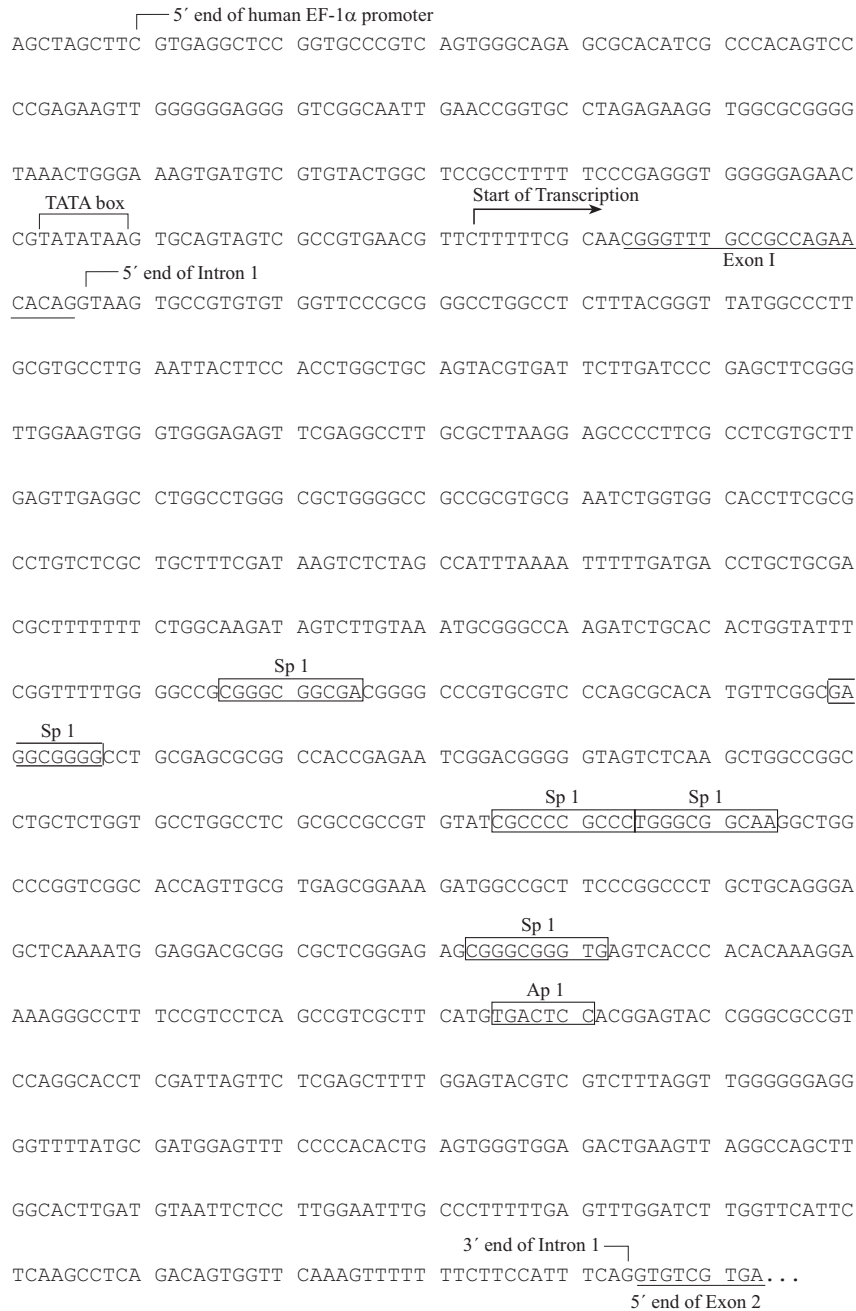 5´ end of human EF-1α promoter
AGCTAGCTTC GTGAGGCTCC GGTGCCCGTC AGTGGGCAGA GCGCACATCG CCCACAGTCC
CCGAGAAGTT GGGGGGAGGG GTCGGCAATT GAACCGGTGC CTAGAGAAGG TGGCGCGGGG
TAAACTGGGA AAGTGATGTC GTGTACTGGC TCCGCCTTTT TCCCGAGGGT GGGGGAGAAC
TATA box Start of Transcription
CGTATATAAG TGCAGTAGTC GCCGTGAACG TTCTTTTTCG CAACGGGTTT GCCGCCAGAA
Exon I
5´ end of Intron 1
CACAGGTAAG TGCCGTGTGT GGTTCCCGCG GGCCTGGCCT CTTTACGGGT TATGGCCCTT
GCGTGCCTTG AATTACTTCC ACCTGGCTGC AGTACGTGAT TCTTGATCCC GAGCTTCGGG
TTGGAAGTGG GTGGGAGAGT TCGAGGCCTT GCGCTTAAGG AGCCCCTTCG CCTCGTGCTT
GAGTTGAGGC CTGGCCTGGG CGCTGGGGCC GCCGCGTGCG AATCTGGTGG CACCTTCGCG
CCTGTCTCGC TGCTTTCGAT AAGTCTCTAG CCATTTAAAA TTTTTGATGA CCTGCTGCGA
CGCTTTTTTT CTGGCAAGAT AGTCTTGTAA ATGCGGGCCA AGATCTGCAC ACTGGTATTT
Sp 1
CGGTTTTTGG GGCCGCGGGC GGCGACGGGG CCCGTGCGTC CCAGCGCACA TGTTCGGCGA
Sp 1
GGCGGGGCCT GCGAGCGCGG CCACCGAGAA TCGGACGGGG GTAGTCTCAA GCTGGCCGGC
Sp 1 Sp 1
CTGCTCTGGT GCCTGGCCTC GCGCCGCCGT GTATCGCCCC GCCCTGGGCG GCAAGGCTGG
CCCGGTCGGC ACCAGTTGCG TGAGCGGAAA GATGGCCGCT TCCCGGCCCT GCTGCAGGGA
Sp 1
GCTCAAAATG GAGGACGCGG CGCTCGGGAG AGCGGGCGGG TGAGTCACCC ACACAAAGGA
Ap 1
AAAGGGCCTT TCCGTCCTCA GCCGTCGCTT CATGTGACTC CACGGAGTAC CGGGCGCCGT
CCAGGCACCT CGATTAGTTC TCGAGCTTTT GGAGTACGTC GTCTTTAGGT TGGGGGGAGG
GGTTTTATGC GATGGAGTTT CCCCACACTG AGTGGGTGGA GACTGAAGTT AGGCCAGCTT
GGCACTTGAT GTAATTCTCC TTGGAATTTG CCCTTTTTGA GTTTGGATCT TGGTTCATTC
3´ end of Intron 1
TCAAGCCTCA GACAGTGGTT CAAAGTTTTT TTCTTCCATT TCAGGTGTCG TGA...
5´ end of Exon 2